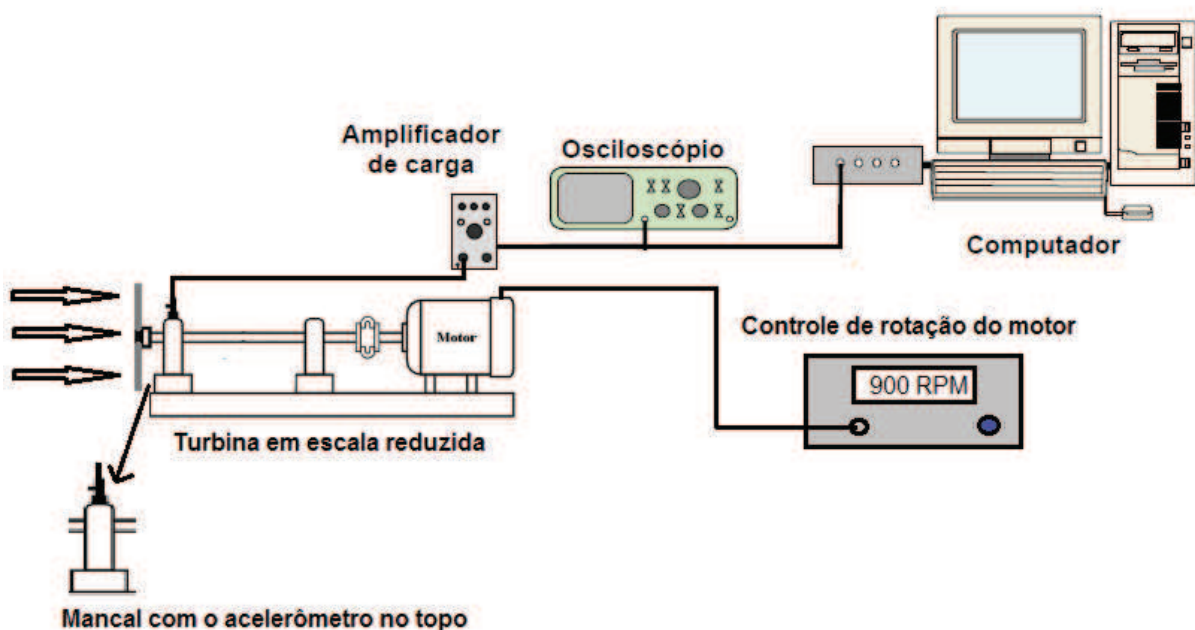 Amplificador
de carga
Osciloscópio
Computador
Motor
Controle de rotação do motor
900 RPM
Turbina em escala reduzida
Mancal com o acelerômetro no topo